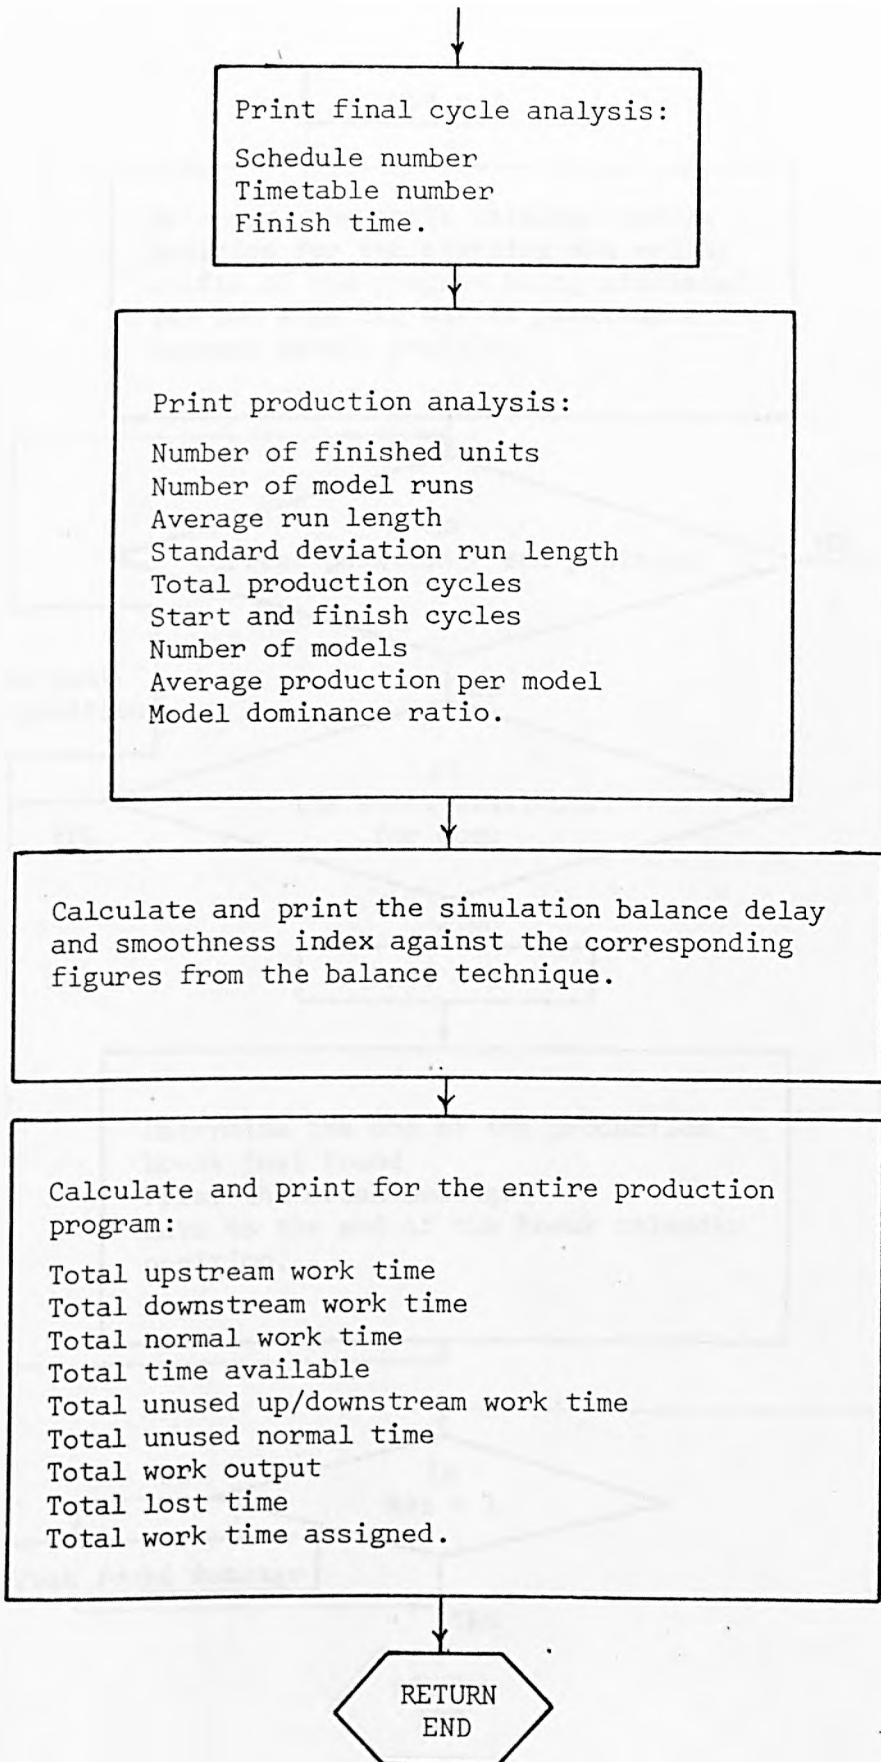 Print final cycle analysis:
Schedule number
Timetable number
Finish time.
Print production analysis:
Number of finished units
Number of model runs
Average run length
Standard deviation run length
Total production cycles
Start and finish cycles
Number of models
Average production per model
Model dominance ratio.
Calculate and print the simulation balance delay
and smoothness index against the corresponding
figures from the balance technique.
Calculate and print for the entire production
program:
Total upstream work time
Total downstream work time
Total normal work time
Total time available
Total unused up/downstream work time
Total unused normal time
Total work output
Total lost time
Total work time assigned.
RETURN
END